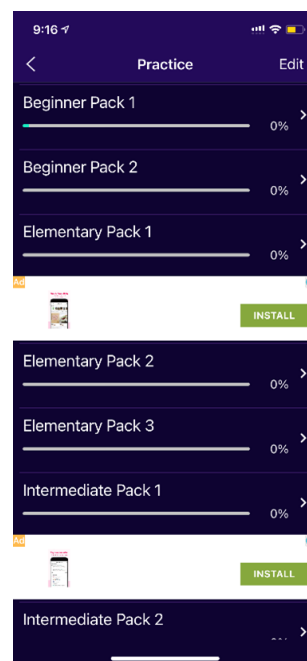 9:16
Practice
Edit
Beginner Pack 1
0%
Beginner Pack 2
0%
Elementary Pack 1
0%
Ad
INSTALL
Elementary Pack 2
0%
Elementary Pack 3
0%
Intermediate Pack 1
0%
Ad
INSTALL
Intermediate Pack 2